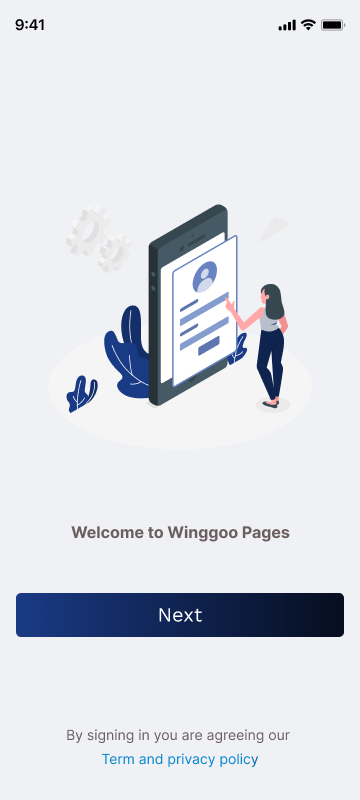 9:41
Welcome to Winggoo Pages
Next
By signing in you are agreeing our
Term and privacy policy